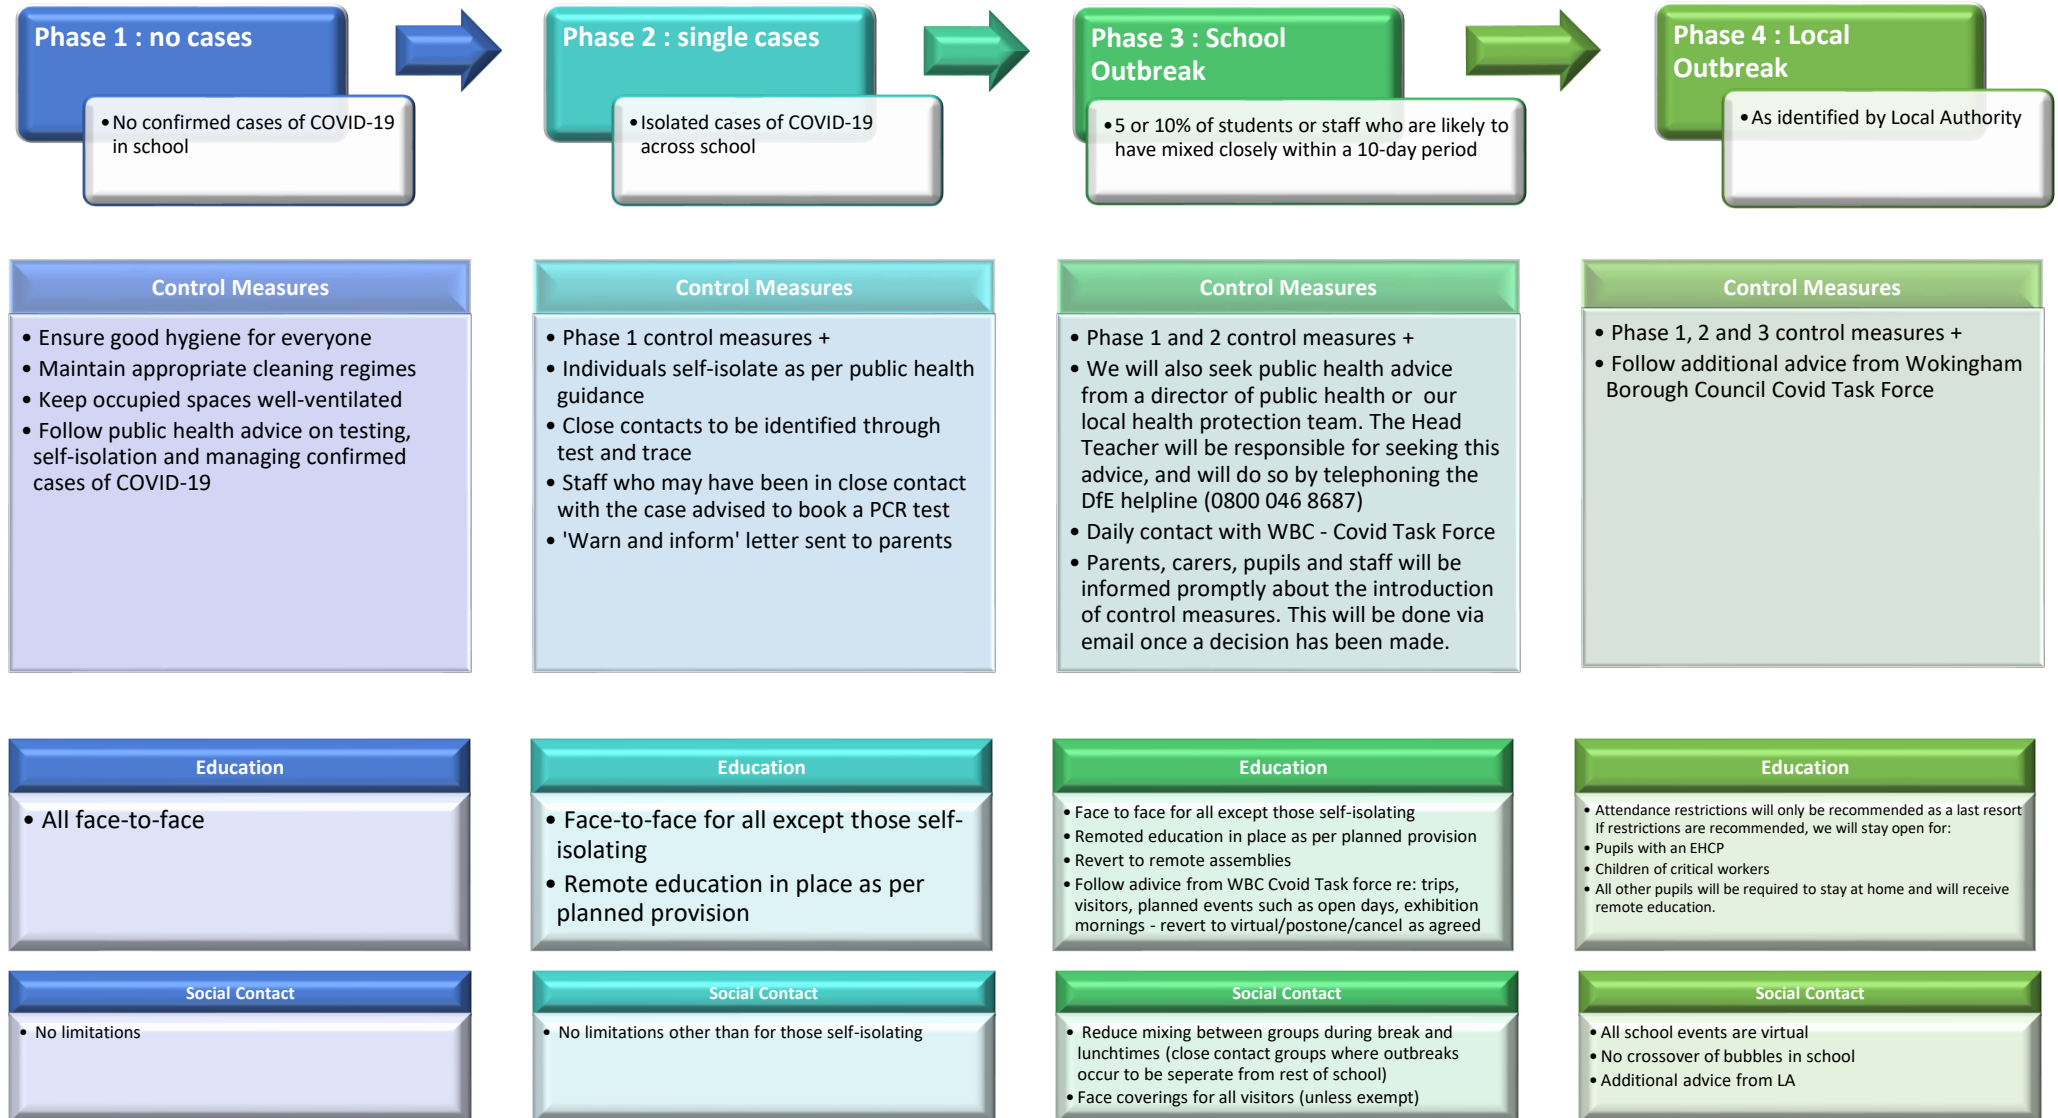 Phase 1 : no cases
• No confirmed cases of COVID-19
in school
Phase 2 : single cases
• Isolated cases of COVID-19
across school
Phase 3 : School
Outbreak
• 5 or 10% of students or staff who are likely to
have mixed closely within a 10-day period
Phase 4 : Local
Outbreak
• As identified by Local Authority
Control Measures
• Ensure good hygiene for everyone
• Maintain appropriate cleaning regimes
• Keep occupied spaces well-ventilated
• Follow public health advice on testing,
self-isolation and managing confirmed
cases of COVID-19
Control Measures
• Phase 1 control measures +
• Individuals self-isolate as per public health
guidance
• Close contacts to be identified through
test and trace
• Staff who may have been in close contact
with the case advised to book a PCR test
• 'Warn and inform' letter sent to parents
Control Measures
• Phase 1 and 2 control measures +
• We will also seek public health advice
from a director of public health or our
local health protection team. The Head
Teacher will be responsible for seeking this
advice, and will do so by telephoning the
DfE helpline (0800 046 8687)
• Daily contact with WBC - Covid Task Force
• Parents, carers, pupils and staff will be
informed promptly about the introduction
of control measures. This will be done via
email once a decision has been made.
Control Measures
• Phase 1, 2 and 3 control measures +
• Follow additional advice from Wokingham
Borough Council Covid Task Force
Education
• All face-to-face
Education
• Face-to-face for all except those self-
isolating
• Remote education in place as per
planned provision
Education
• Face to face for all except those self-isolating
• Remoted education in place as per planned provision
• Revert to remote assemblies
• Follow adivice from WBC Cvoid Task force re: trips,
visitors, planned events such as open days, exhibition
mornings - revert to virtual/postone/cancel as agreed
Education
• Attendance restrictions will only be recommended as a last resort
If restrictions are recommended, we will stay open for:
• Pupils with an EHCP
• Children of critical workers
• All other pupils will be required to stay at home and will receive
remote education.
Social Contact
• No limitations
Social Contact
• No limitations other than for those self-isolating
Social Contact
• Reduce mixing between groups during break and
lunchtimes (close contact groups where outbreaks
occur to be seperate from rest of school)
• Face coverings for all visitors (unless exempt)
Social Contact
• All school events are virtual
• No crossover of bubbles in school
• Additional advice from LA